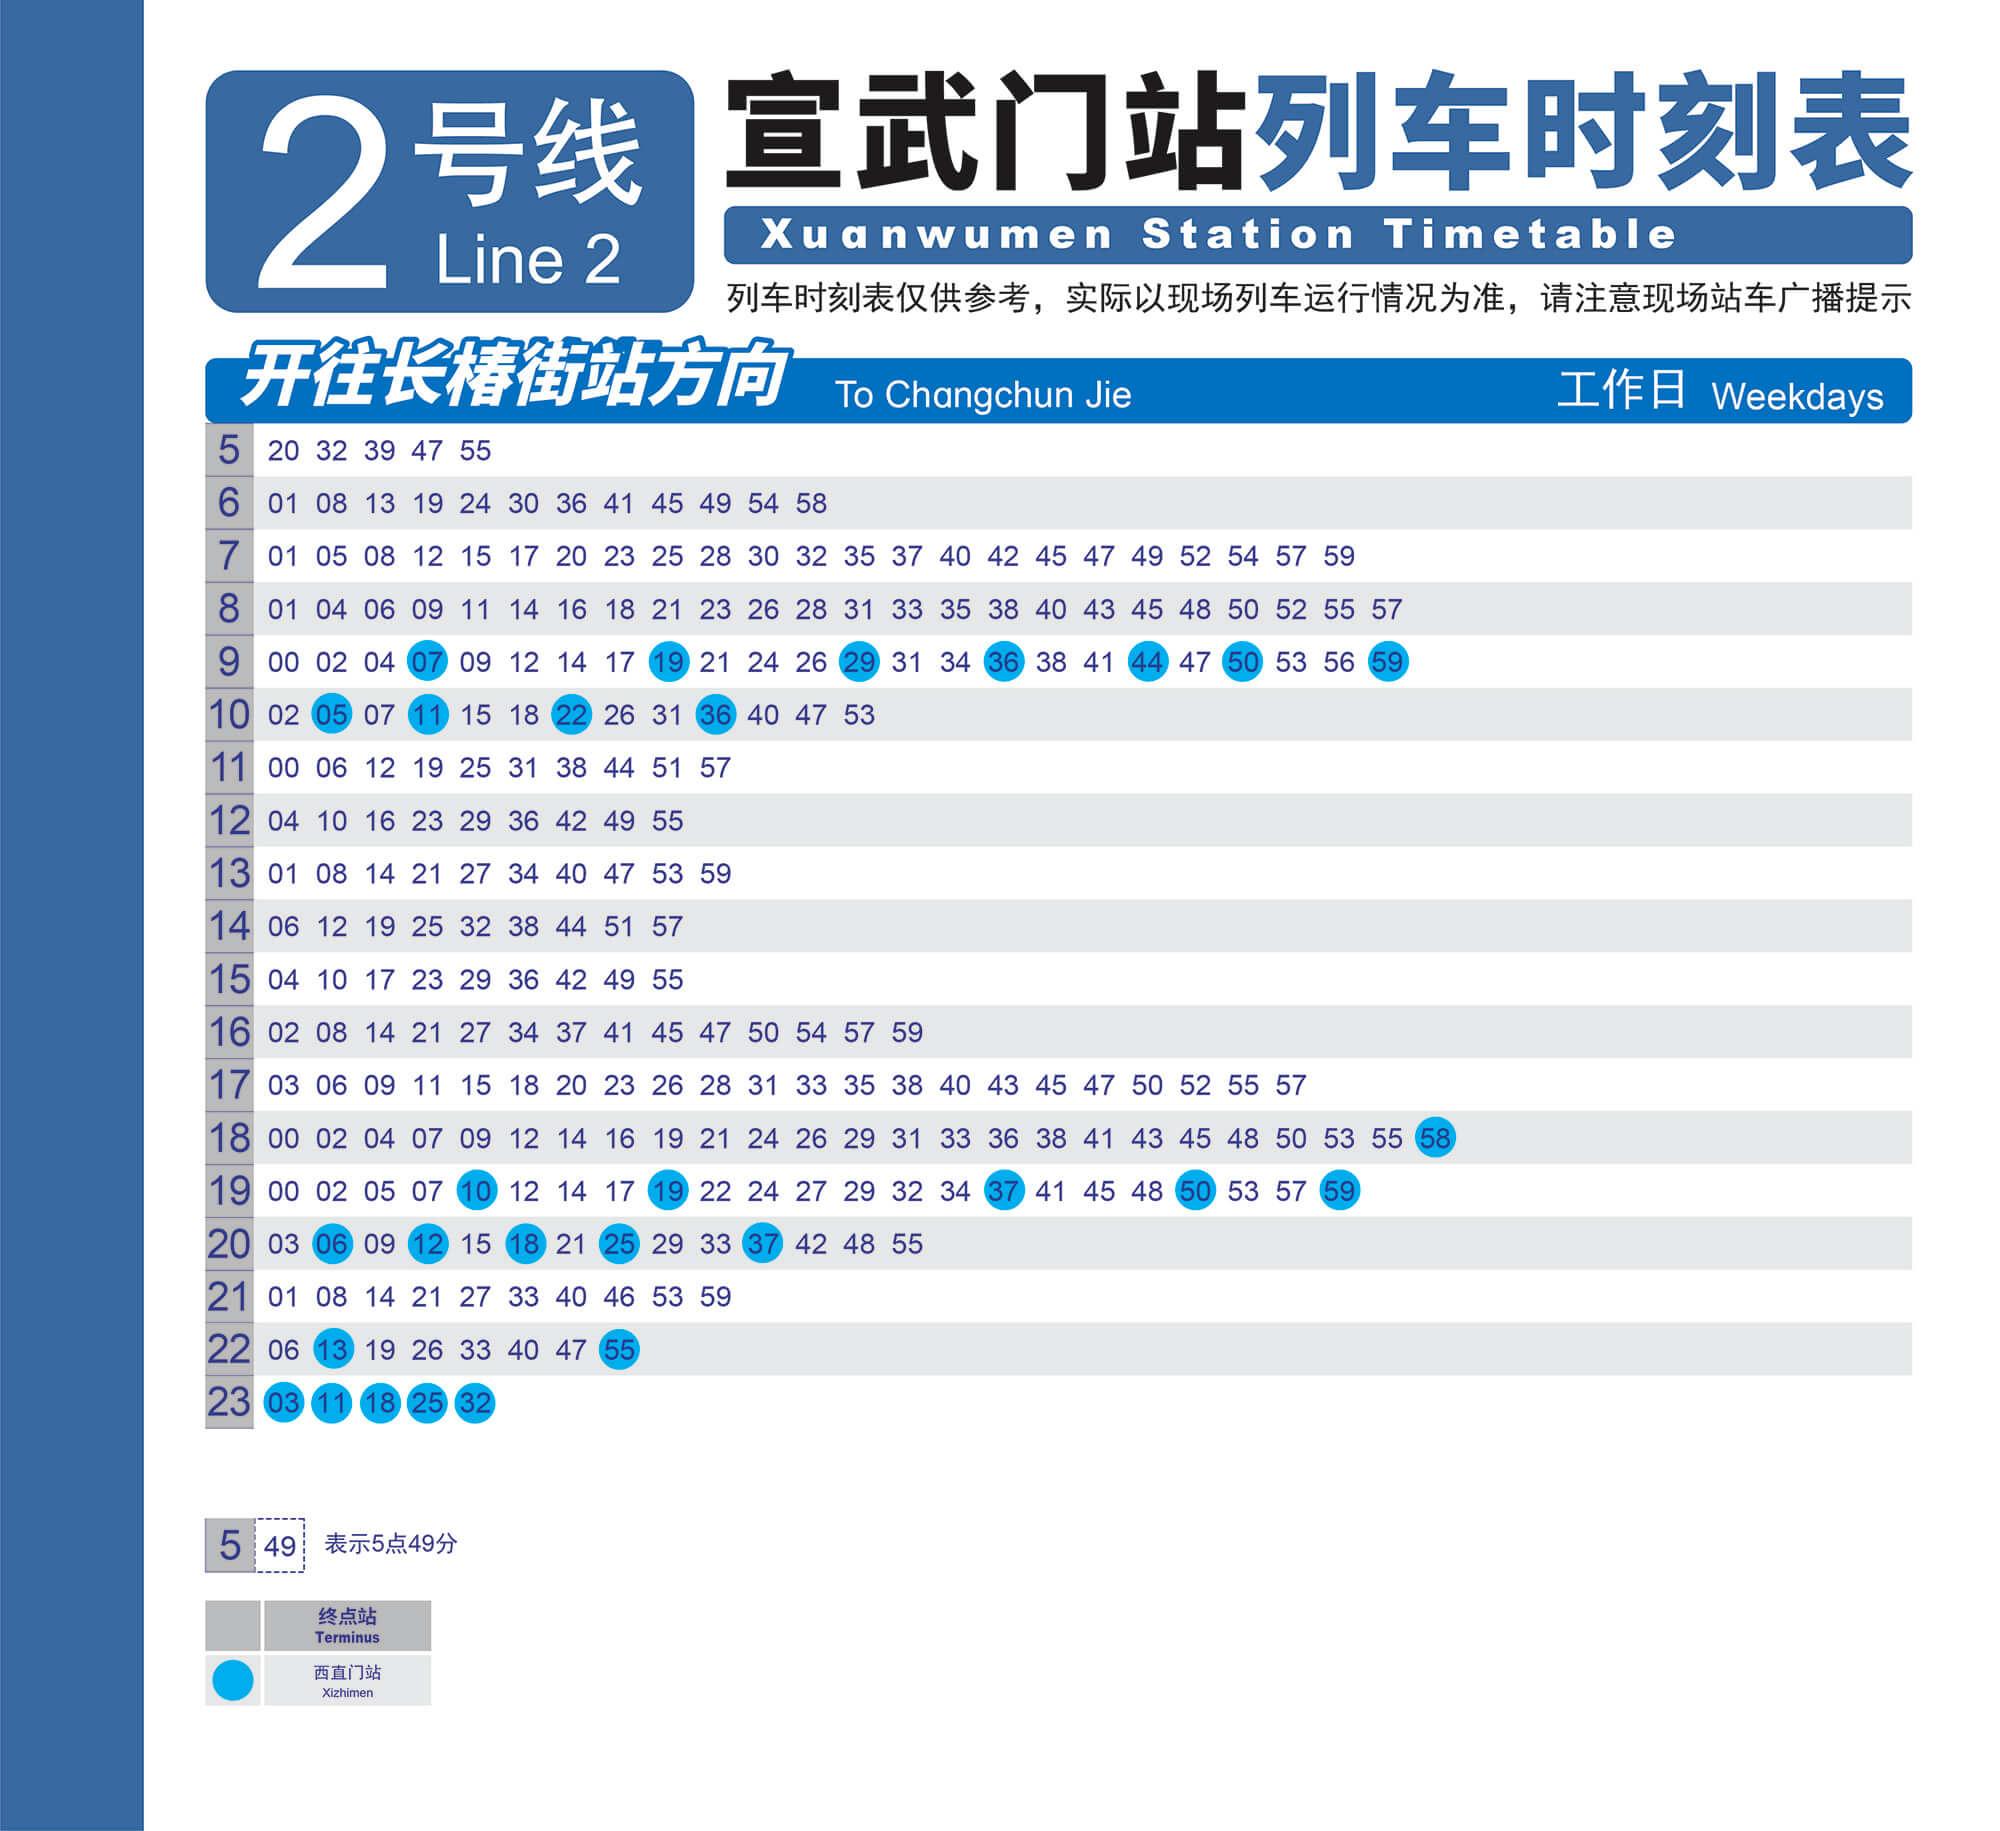 2号线
Line 2
宣武门站列车时刻表
Xuanwumen Station Timetable
列车时刻表仅供参考，实际以现场列车运行情况为准，请注意现场站车广播提示
开往长椿街站方向 To Changchun Jie 工作日 Weekdays
5 20 32 39 47 55
6 01 08 13 19 24 30 36 41 45 49 54 58
7 01 05 08 12 15 17 20 23 25 28 30 32 35 37 40 42 45 47 49 52 54 57 59
8 01 04 06 09 11 14 16 18 21 23 26 28 31 33 35 38 40 43 45 48 50 52 55 57
9 00 02 04 07 09 12 14 17 19 21 24 26 29 31 34 36 38 41 44 47 50 53 56 59
10 02 05 07 11 15 18 22 26 31 36 40 47 53
11 00 06 12 19 25 31 38 44 51 57
12 04 10 16 23 29 36 42 49 55
13 01 08 14 21 27 34 40 47 53 59
14 06 12 19 25 32 38 44 51 57
15 04 10 17 23 29 36 42 49 55
16 02 08 14 21 27 34 37 41 45 47 50 54 57 59
17 03 06 09 11 15 18 20 23 26 28 31 33 35 38 40 43 45 47 50 52 55 57
18 00 02 04 07 09 12 14 16 19 21 24 26 29 31 33 36 38 41 43 45 48 50 53 55 58
19 00 02 05 07 10 12 14 17 19 22 24 27 29 32 34 37 41 45 48 50 53 57 59
20 03 06 09 12 15 18 21 25 29 33 37 42 48 55
21 01 08 14 21 27 33 40 46 53 59
22 06 13 19 26 33 40 47 55
23 03 11 18 25 32
5 49 表示5点49分
终点站
Terminus
西直门站
Xizhimen